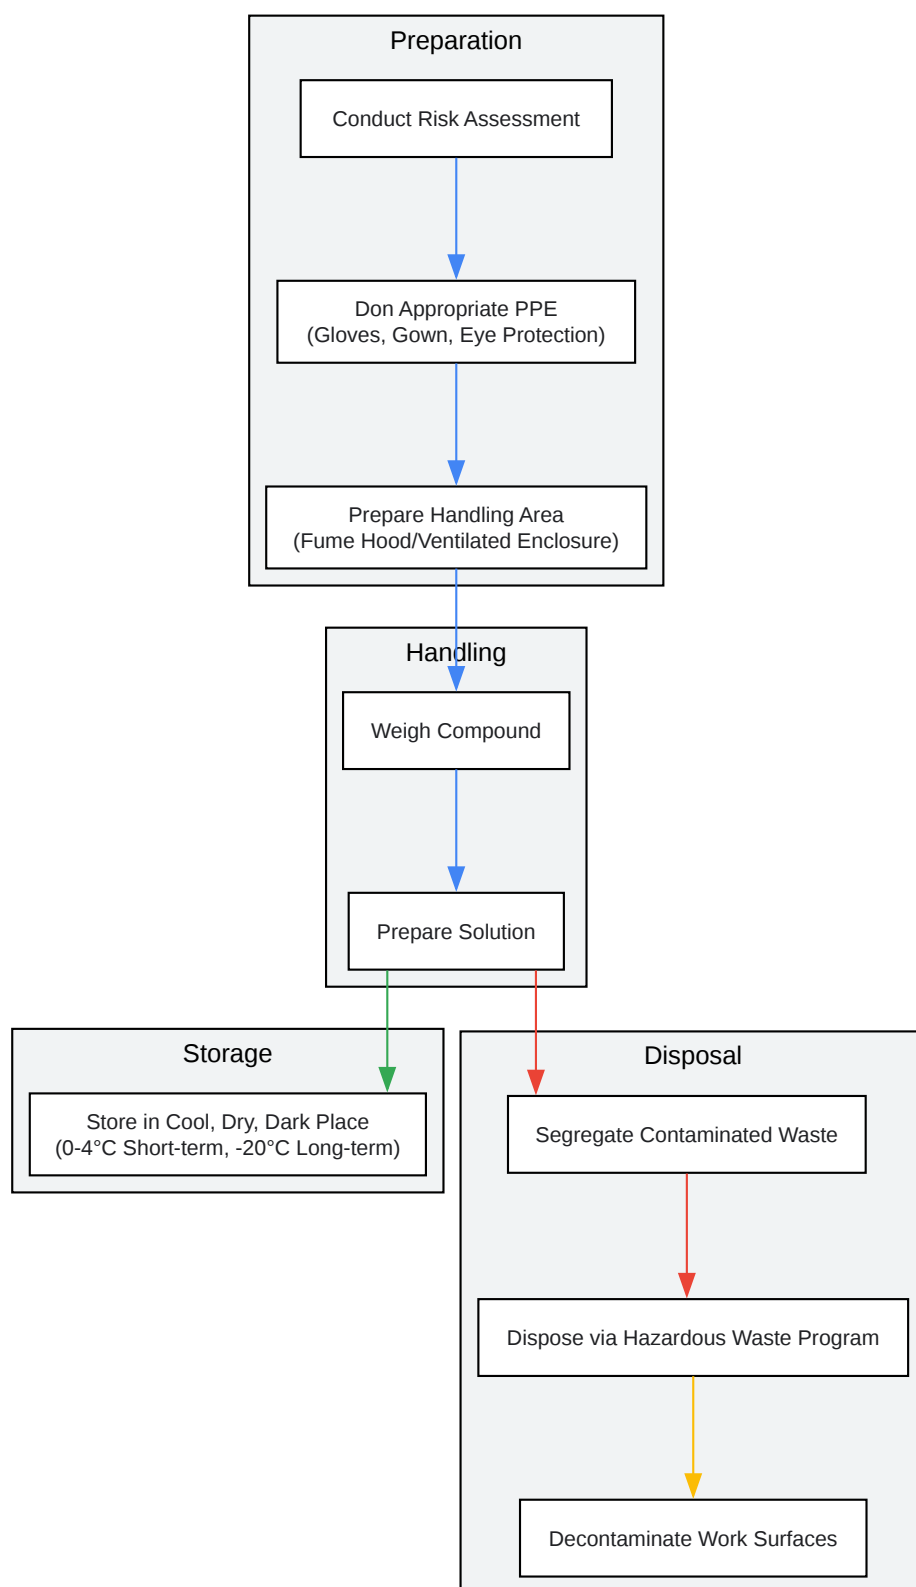 Preparation
Conduct Risk Assessment
Don Appropriate PPE
(Gloves, Gown, Eye Protection)
Prepare Handling Area
(Fume Hood/Ventilated Enclosure)
Handling
Weigh Compound
Prepare Solution
Storage
Store in Cool, Dry, Dark Place
(0-4°C Short-term, -20°C Long-term)
Disposal
Segregate Contaminated Waste
Dispose via Hazardous Waste Program
Decontaminate Work Surfaces